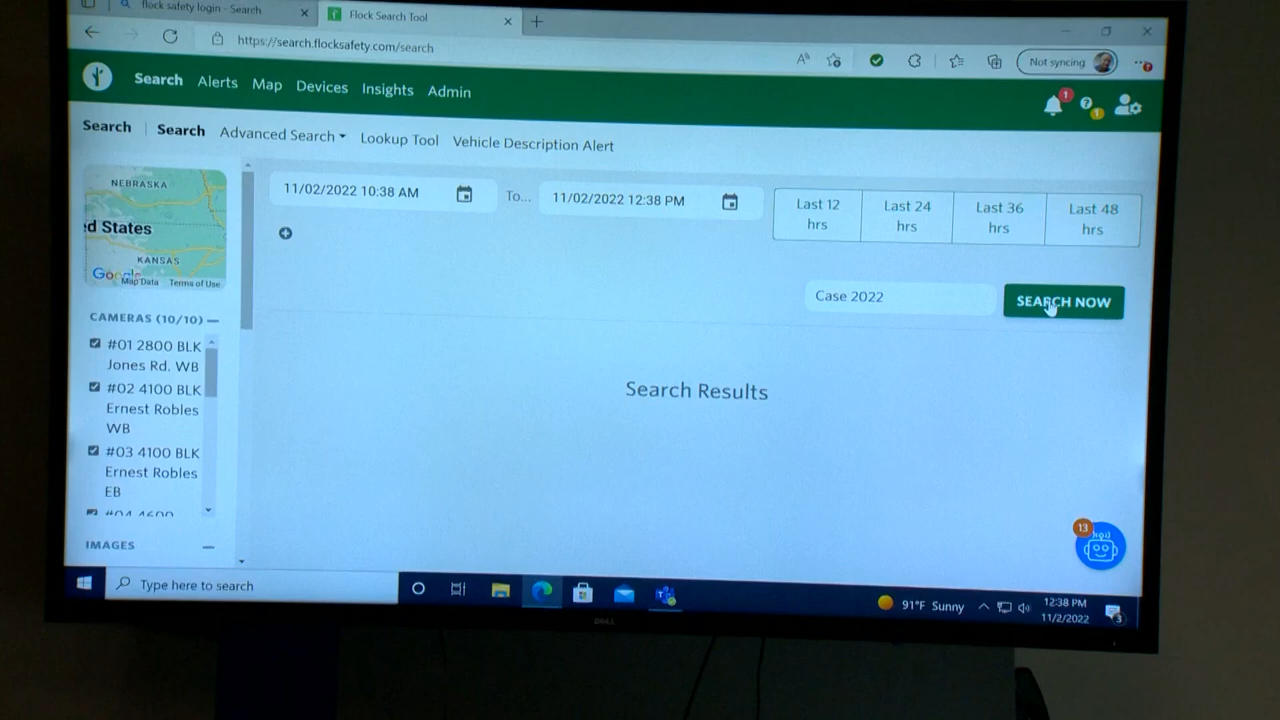 flock safety login - Search
Flock Search Tool
https://search.flocksafety.com/search
Not syncing
Search Alerts Map Devices Insights Admin
1
1
Search Search Advanced Search Lookup Tool Vehicle Description Alert
NEBRASKA
d States
KANSAS
Google
Map Data Terms of Use
11/02/2022 10:38 AM To... 11/02/2022 12:38 PM
Last 12 hrs
Last 24 hrs
Last 36 hrs
Last 48 hrs
Case 2022
SEARCH NOW
CAMERAS (10/10)
#01 2800 BLK
Jones Rd. WB
#02 4100 BLK
Ernest Robles
WB
#03 4100 BLK
Ernest Robles
EB
#04 4600
IMAGES
Search Results
13
Type here to search
91°F Sunny
12:38 PM
11/2/2022
3
DELL